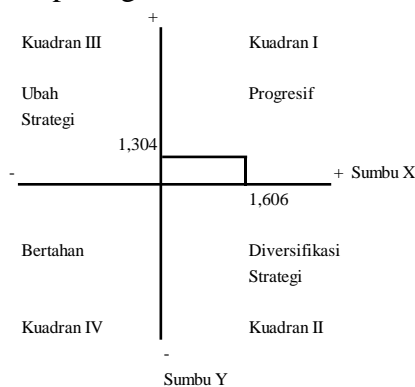 +
Kuadran III
Kuadran I
Ubah
Strategi
Progresif
1,304
-
+ Sumbu X
1,606
Bertahan
Diversifikasi
Strategi
Kuadran IV
Kuadran II
-
Sumbu Y